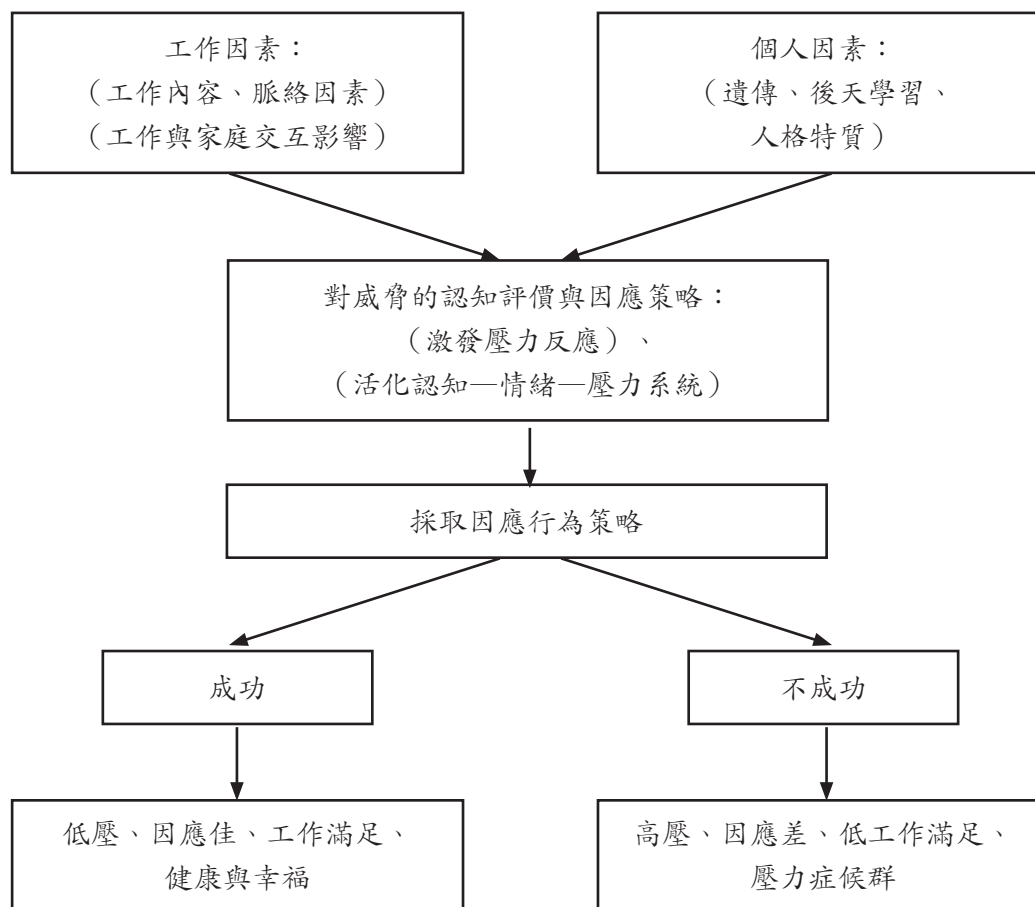 工作因素：
（工作內容、脈絡因素）
（工作與家庭交互影響）
個人因素：
（遺傳、後天學習、
人格特質）
對威脅的認知評價與因應策略：
（激發壓力反應）、
（活化認知—情緒—壓力系統）
採取因應行為策略
成功
不成功
低壓、因應佳、工作滿足、
健康與幸福
高壓、因應差、低工作滿足、
壓力症候群